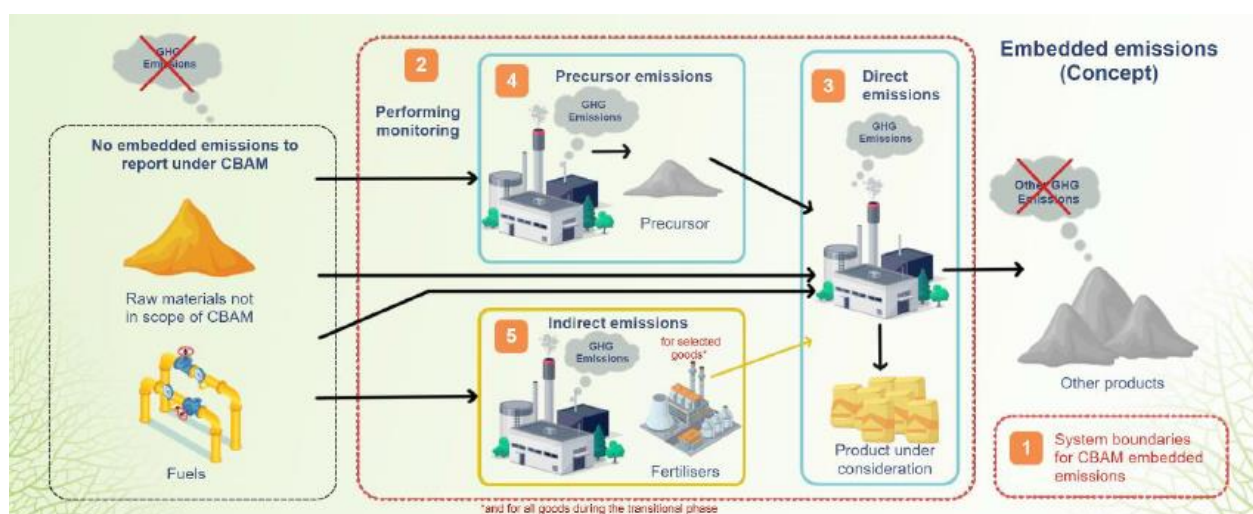 GHG
Emissions
No embedded emissions to
report under CBAM
Raw materials not
in scope of CBAM
Fuels
2
Performing
monitoring
4
Precursor emissions
GHG
Emissions
Precursor
5
Indirect emissions
GHG
Emissions
for selected
goods*
Fertilisers
3
Direct
emissions
GHG
Emissions
Product under
consideration
Embedded emissions
(Concept)
Other GHG
Emissions
Other products
1
System boundaries
for CBAM embedded
emissions
*and for all goods during the transitional phase